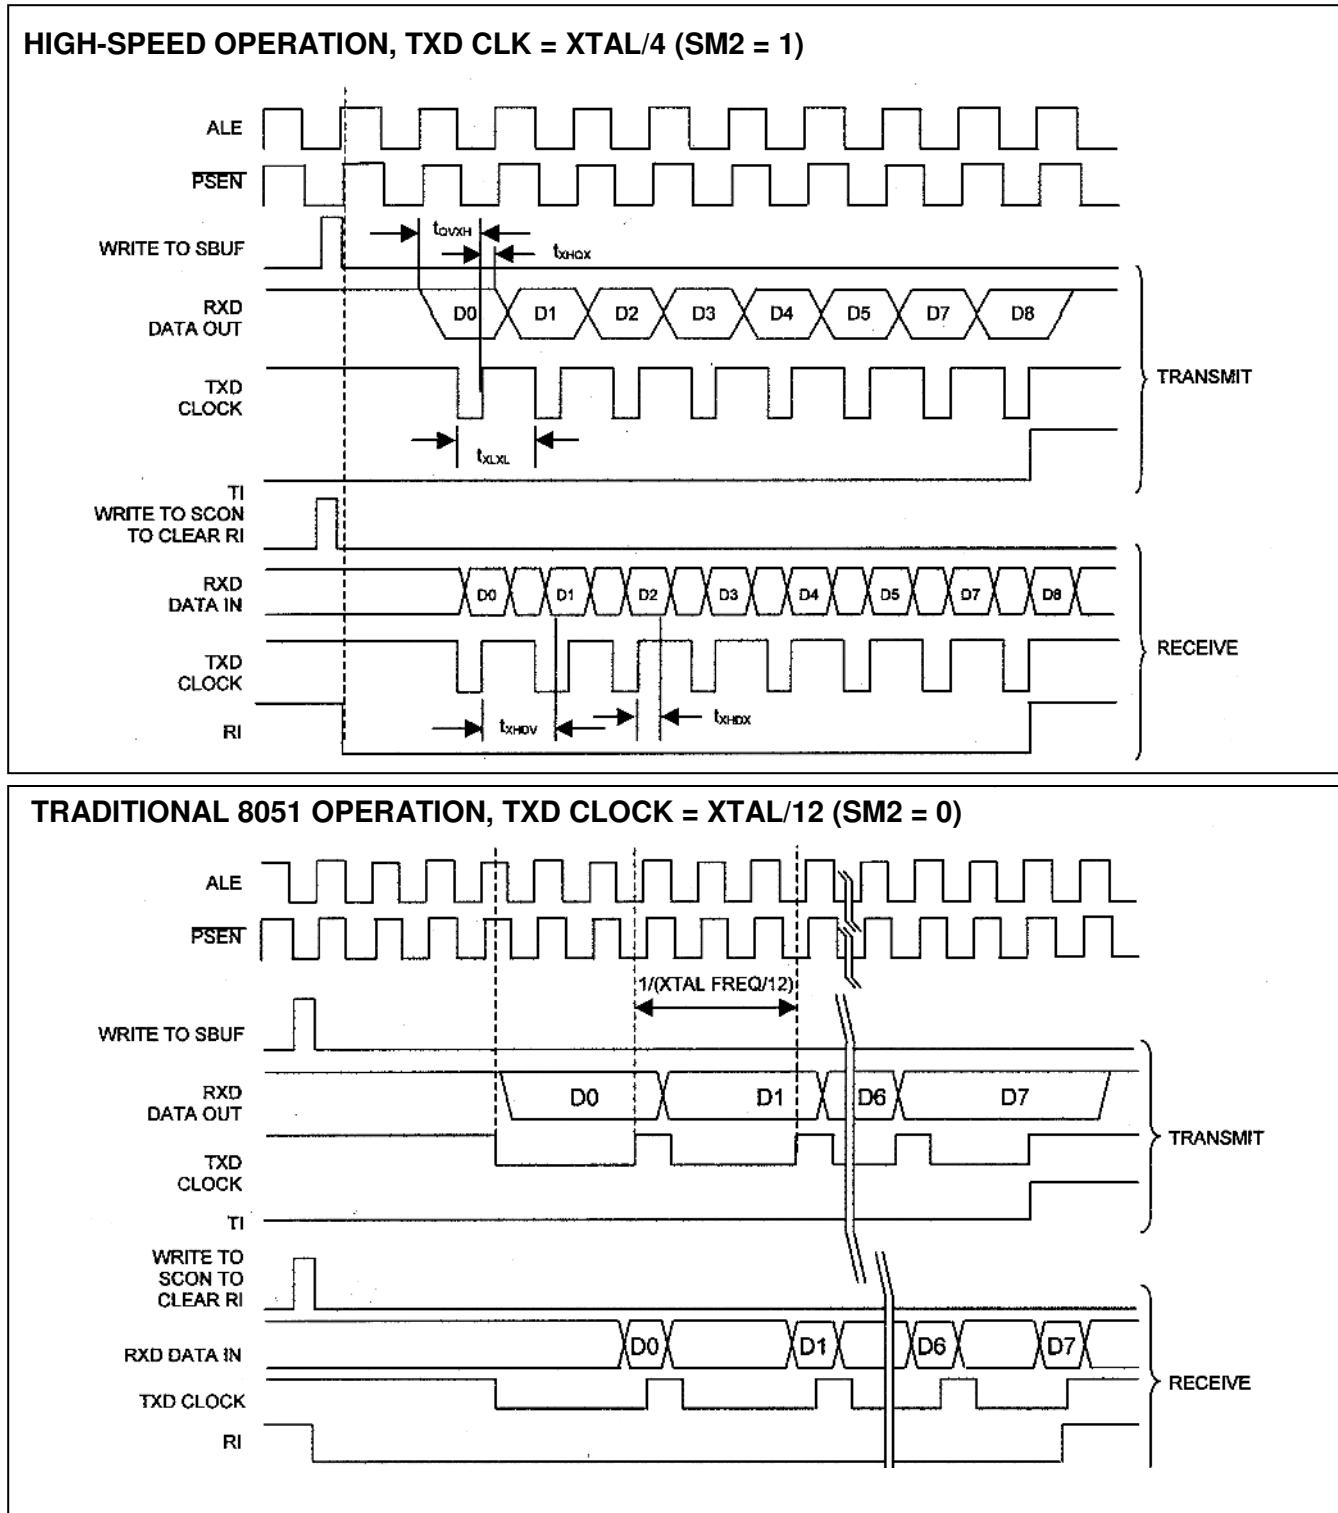 HIGH-SPEED OPERATION, TXD CLK = XTAL/4 (SM2 = 1)
ALE
PSEN
WRITE TO SBUF
tQVXH
tXHQX
RXD
DATA OUT
D0 D1 D2 D3 D4 D5 D7 D8
TXD
CLOCK
TRANSMIT
tXLXL
TI
WRITE TO SCON
TO CLEAR RI
RXD
DATA IN
D0 D1 D2 D3 D4 D5 D7 D8
TXD
CLOCK
RECEIVE
tXHDV
tXHDX
RI
TRADITIONAL 8051 OPERATION, TXD CLOCK = XTAL/12 (SM2 = 0)
ALE
PSEN
1/(XTAL FREQ/12)
WRITE TO SBUF
RXD
DATA OUT
D0 D1 D6 D7
TRANSMIT
TXD
CLOCK
TI
WRITE TO
SCON TO
CLEAR RI
RXD DATA IN
D0 D1 D6 D7
TXD CLOCK
RECEIVE
RI